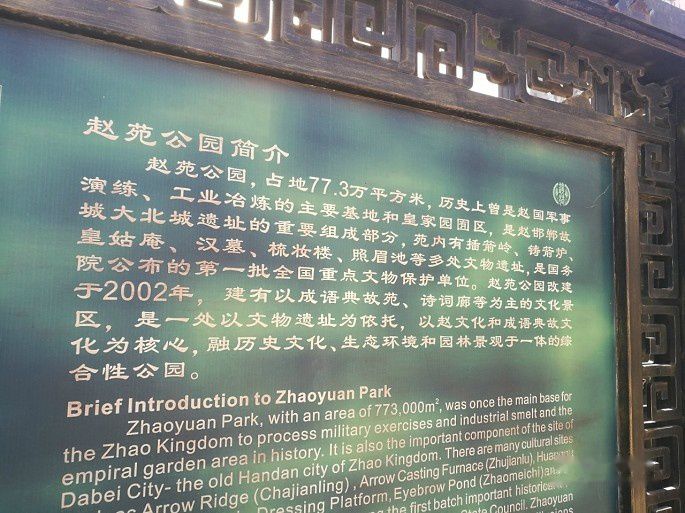 赵苑公园简介
赵苑公园，占地77.3万平方米，历史上曾是赵国军事
演练、工业冶炼的主要基地和皇家园囿区，是赵邯郸故
城大北城遗址的重要组成部分，苑内有插箭岭、铸箭炉、
皇姑庵、汉墓、梳妆楼、照眉池等多处文物遗址，是国务
院公布的第一批全国重点文物保护单位。赵苑公园改建
于2002年，建有以成语典故苑、诗词廊等为主的文化景
区，是一处以文物遗址为依托，以赵文化和成语典故文
化为核心，融历史文化、生态环境和园林景观于一体的综
合性公园。
Brief Introduction to Zhaoyuan Park
Zhaoyuan Park, with an area of 773,000m², was once the main base for
the Zhao Kingdom to process military exercises and industrial smelt and the
empiral garden area in history. It is also the important component of the site of
Dabei City- the old Handan city of Zhao Kingdom. There are many cultural sites
Arrow Ridge (Chajianling) , Arrow Casting Furnace (Zhujianlu),
Dressing Platform, Eyebrow Pond (Zhaomeichi)
the first batch important historical
State Council. Zhaoyuan